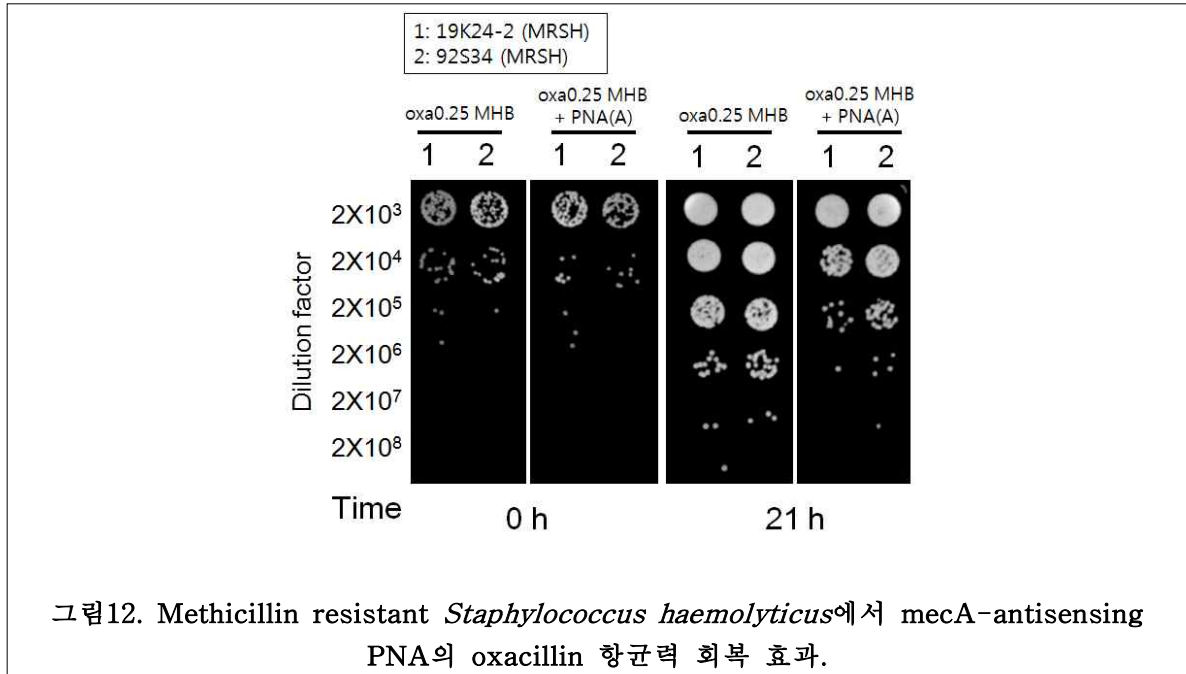 1: 19K24-2 (MRSH)
2: 92S34 (MRSH)
oxa0.25 MHB
oxa0.25 MHB
+ PNA(A)
oxa0.25 MHB
oxa0.25 MHB
+ PNA(A)
1 2 1 2 1 2 1 2
Dilution factor
2X10³
2X10⁴
2X10⁵
2X10⁶
2X10⁷
2X10⁸
Time 0 h 21 h
그림12. Methicillin resistant Staphylococcus haemolyticus에서 mecA-antisensing
PNA의 oxacillin 항균력 회복 효과.